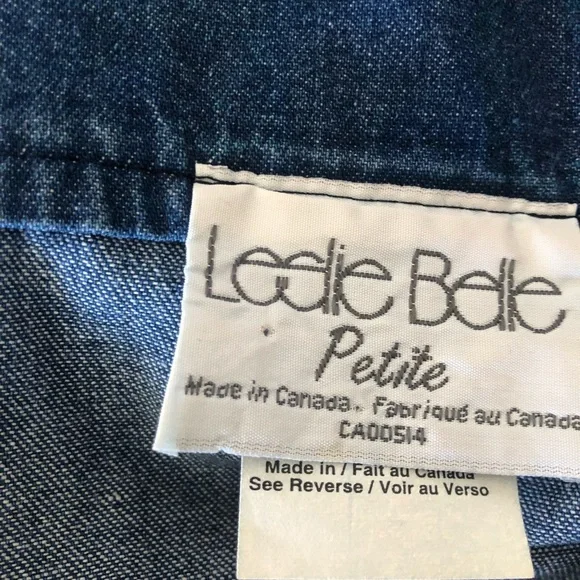 Leslie Belle
Petite
Made in Canada. Fabriqué au Canada
CA00514
Made in / Fait au Canada
See Reverse / Voir au Verso